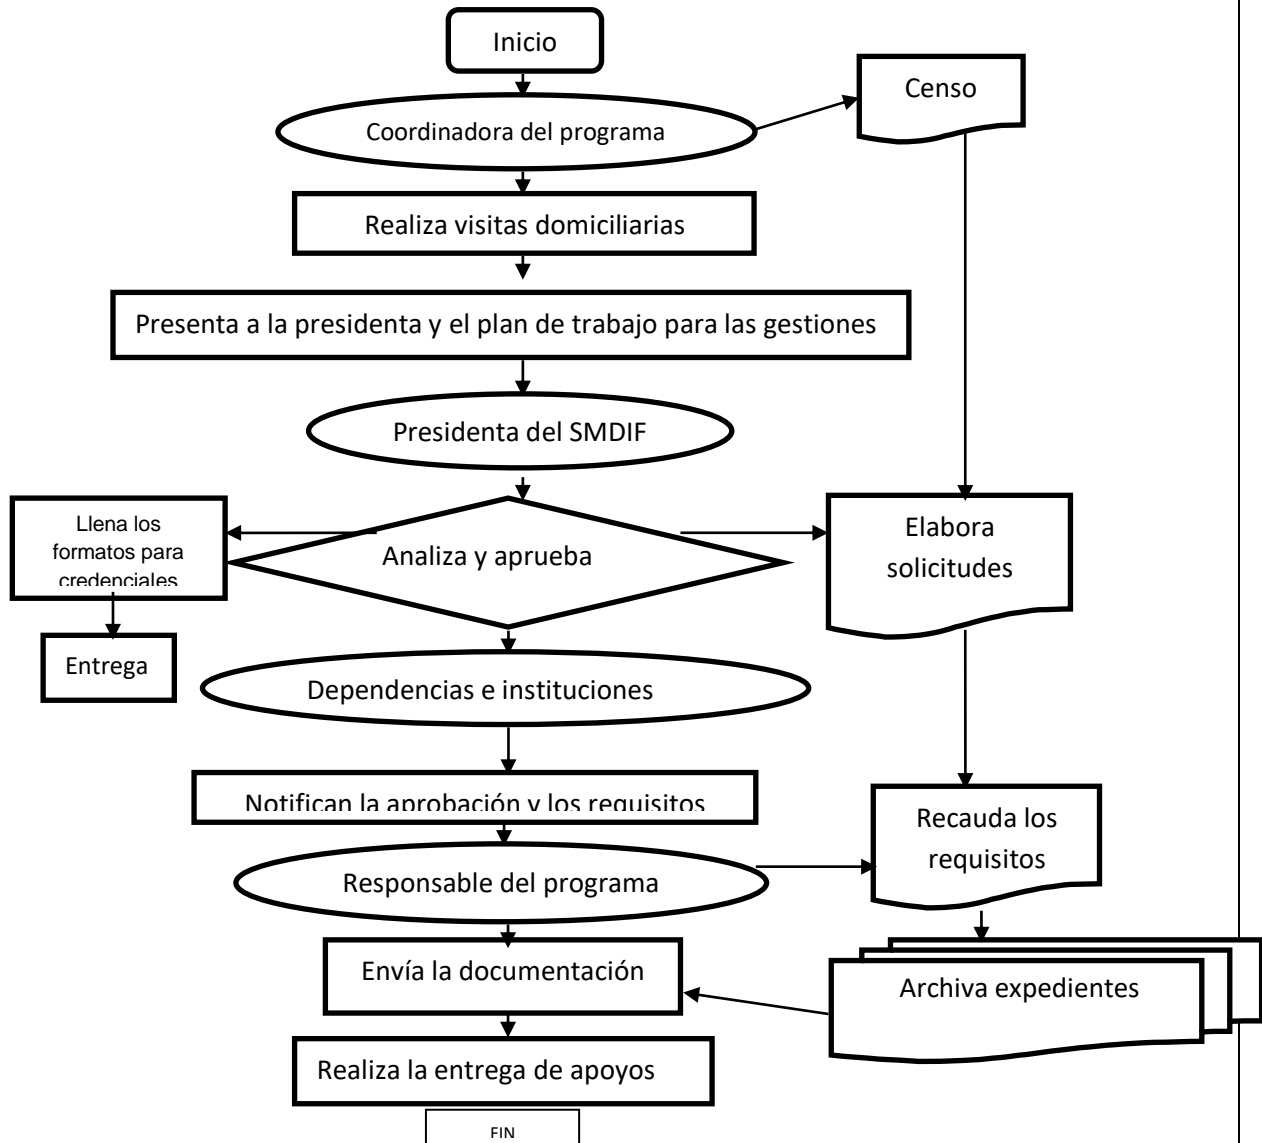 Inicio
Censo
Coordinadora del programa
Realiza visitas domiciliarias
Presenta a la presidenta y el plan de trabajo para las gestiones
Presidenta del SMDIF
Llena los
formatos para
credenciales
Analiza y aprueba
Elabora
solicitudes
Entrega
Dependencias e instituciones
Notifican la aprobación y los requisitos
Recauda los
requisitos
Responsable del programa
Envía la documentación
Archiva expedientes
Realiza la entrega de apoyos
FIN